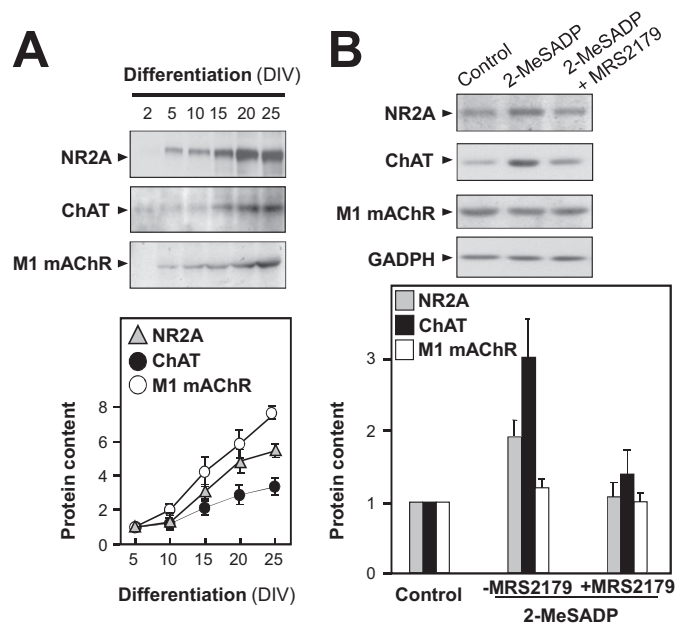 A
Differentiation (DIV)
2 5 10 15 20 25
NR2A
ChAT
M1 mAChR
NR2A
ChAT
M1 mAChR
Protein content
8
6
4
2
0
5 10 15 20 25
Differentiation (DIV)
B
Control
2-MeSADP
2-MeSADP
+ MRS2179
NR2A
ChAT
M1 mAChR
GADPH
NR2A
ChAT
M1 mAChR
Protein content
3
2
1
0
Control
-MRS2179 +MRS2179
2-MeSADP